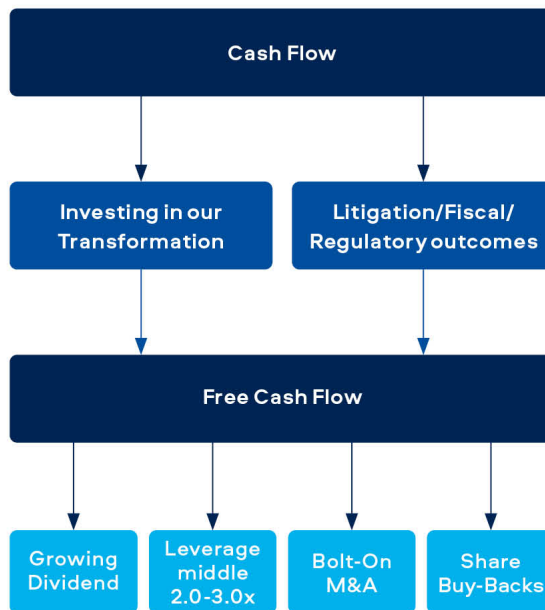 Cash Flow
Investing in our
Transformation
Litigation/Fiscal/
Regulatory outcomes
Free Cash Flow
Growing
Dividend
Leverage
middle
2.0-3.0x
Bolt-On
M&A
Share
Buy-Backs